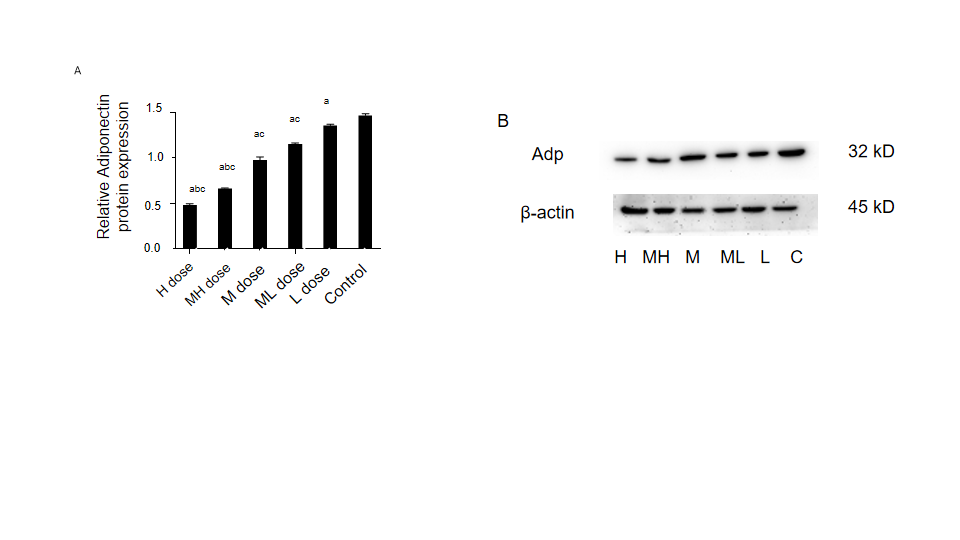 A
Relative Adiponectin
protein expression
1.5
1.0
0.5
0.0
abc
abc
ac
ac
a
H dose
MH dose
M dose
ML dose
L dose
Control
B
Adp
32 kD
β-actin
45 kD
H MH M ML L C